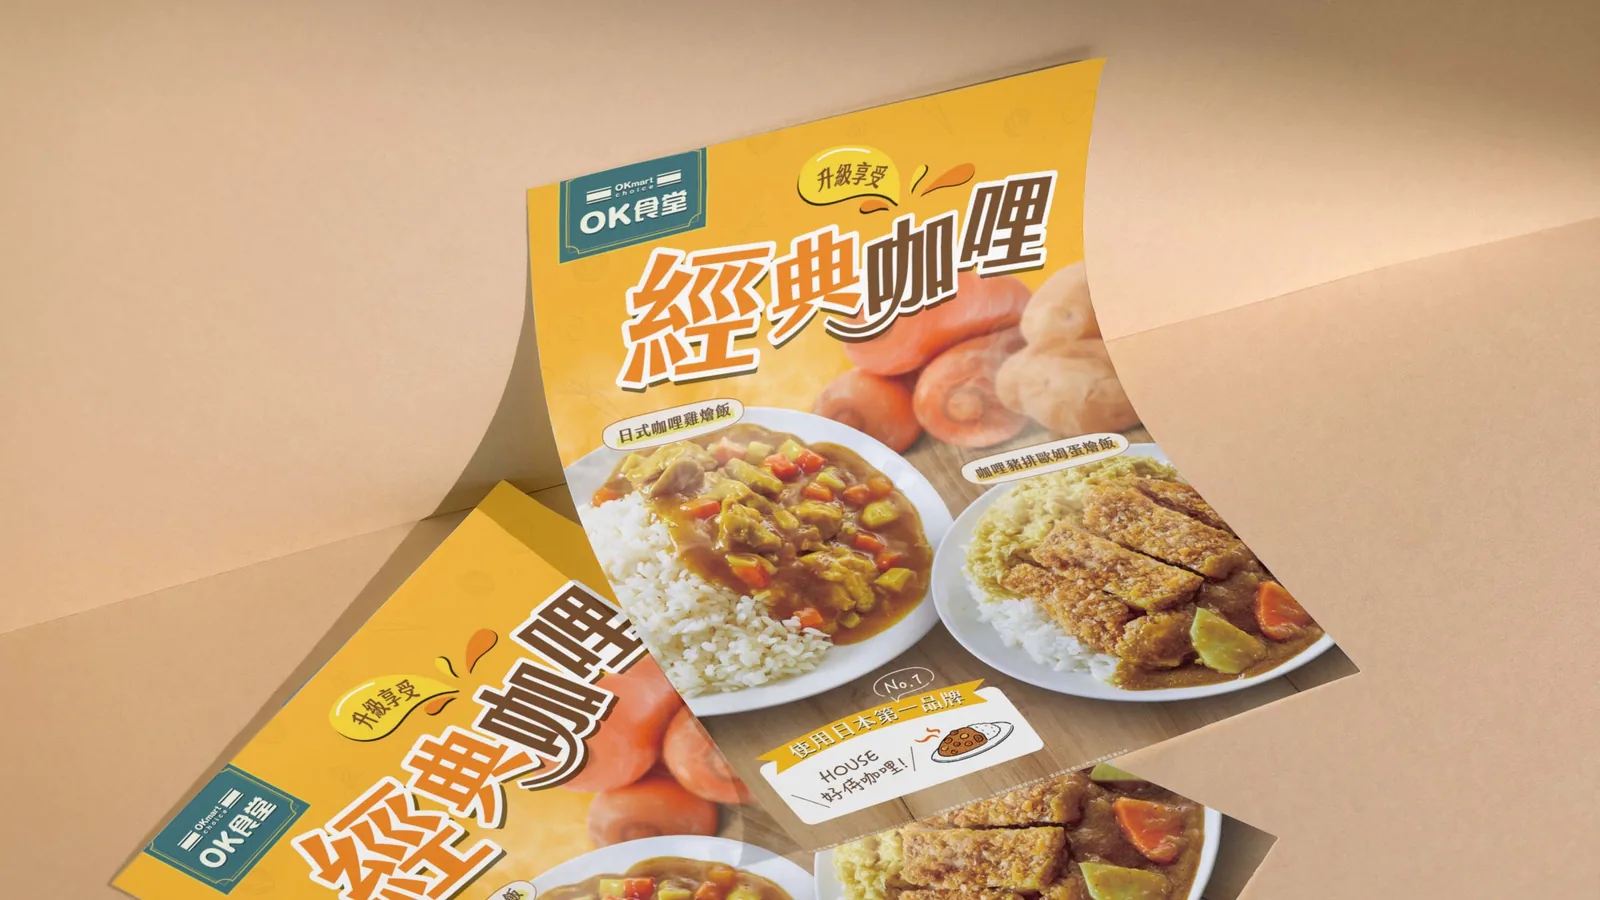 OKmart
choice
OK食堂
升級享受
經典咖哩
日式咖哩雞燴飯
咖哩豬排歐姆蛋燴飯
No.1
使用日本第一品牌
HOUSE
好侍咖哩!
升級享受
經典咖哩
OKmart
choice
OK食堂
飯